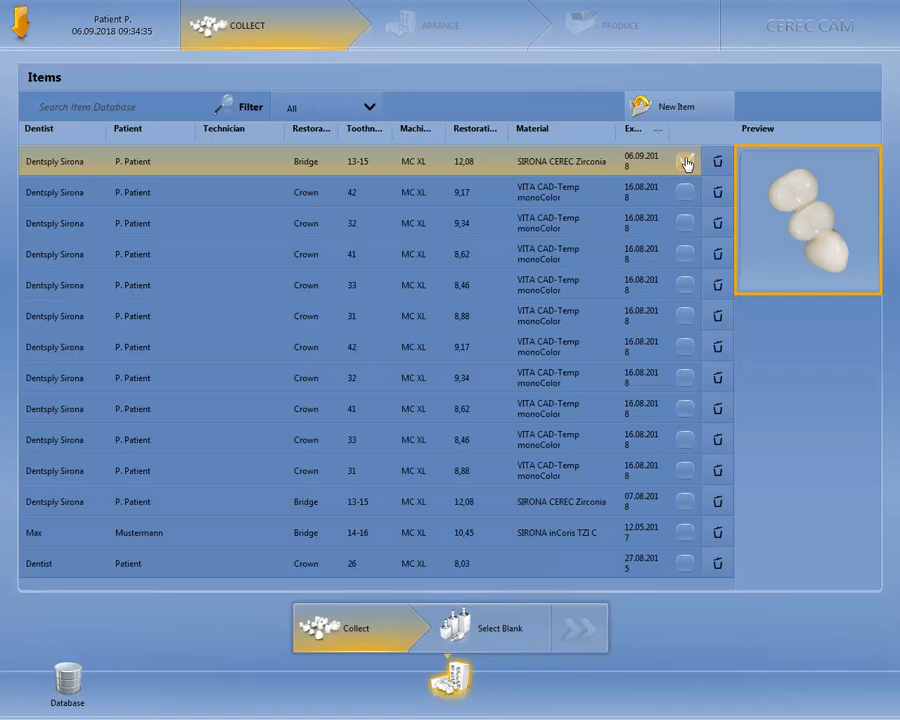 Patient P.
06.09.2018 09:34:35
COLLECT
ARRANGE
PRODUCE
CEREC CAM
Items
Search Item Database
Filter
All
New Item
Dentist Patient Technician Restora... Toothn... Machi... Restorati... Material Ex... Preview
Dentsply Sirona P. Patient Bridge 13-15 MC XL 12,08 SIRONA CEREC Zirconia 06.09.201
8
Dentsply Sirona P. Patient Crown 42 MC XL 9,17 VITA CAD-Temp 16.08.201
monoColor 8
Dentsply Sirona P. Patient Crown 32 MC XL 9,34 VITA CAD-Temp 16.08.201
monoColor 8
Dentsply Sirona P. Patient Crown 41 MC XL 8,62 VITA CAD-Temp 16.08.201
monoColor 8
Dentsply Sirona P. Patient Crown 33 MC XL 8,46 VITA CAD-Temp 16.08.201
monoColor 8
Dentsply Sirona P. Patient Crown 31 MC XL 8,88 VITA CAD-Temp 16.08.201
monoColor 8
Dentsply Sirona P. Patient Crown 42 MC XL 9,17 VITA CAD-Temp 16.08.201
monoColor 8
Dentsply Sirona P. Patient Crown 32 MC XL 9,34 VITA CAD-Temp 16.08.201
monoColor 8
Dentsply Sirona P. Patient Crown 41 MC XL 8,62 VITA CAD-Temp 16.08.201
monoColor 8
Dentsply Sirona P. Patient Crown 33 MC XL 8,46 VITA CAD-Temp 16.08.201
monoColor 8
Dentsply Sirona P. Patient Crown 31 MC XL 8,88 VITA CAD-Temp 16.08.201
monoColor 8
Dentsply Sirona P. Patient Bridge 13-15 MC XL 12,08 SIRONA CEREC Zirconia 07.08.201
8
Max Mustermann Bridge 14-16 MC XL 10,45 SIRONA inCoris TZI C 12.05.201
7
Dentist Patient Crown 26 MC XL 8,03 27.08.201
5
Collect
Select Blank
Database